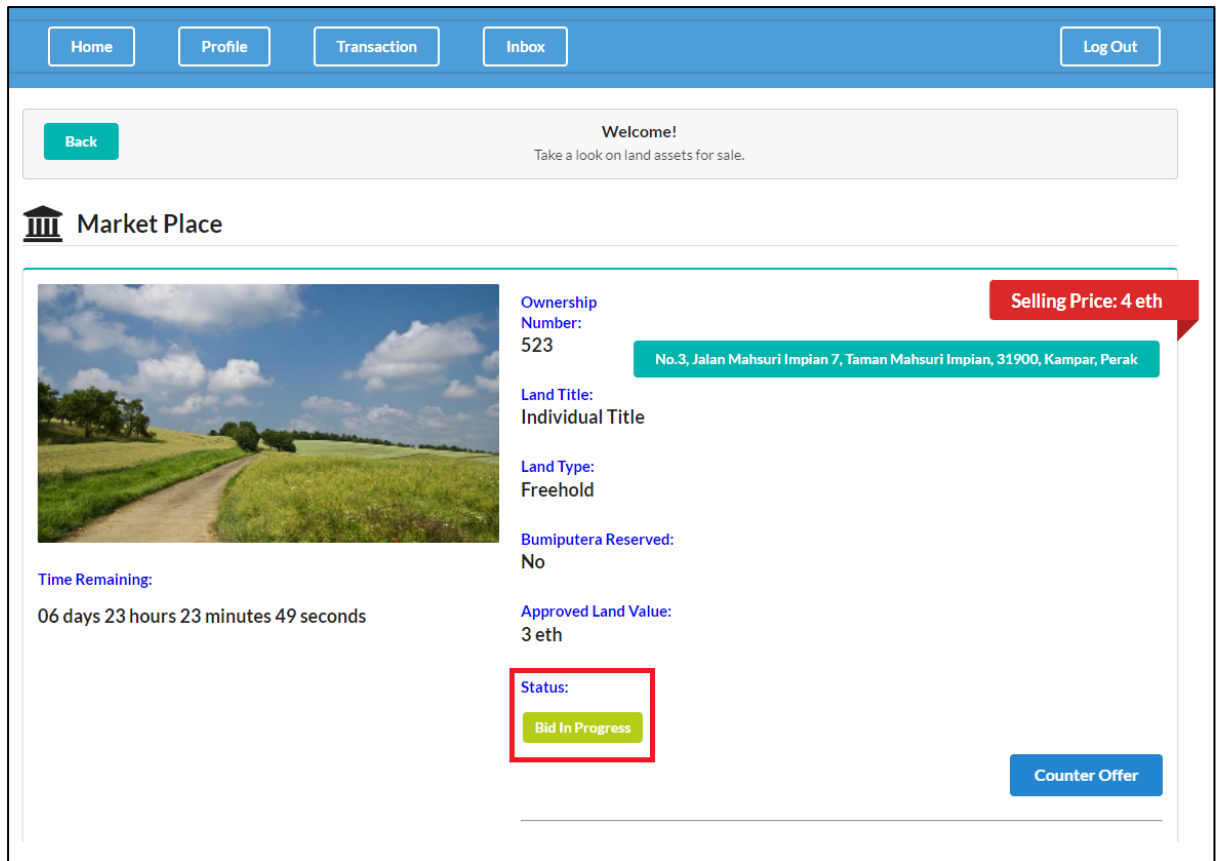 Home
Profile
Transaction
Inbox
Log Out
Back
Welcome!
Take a look on land assets for sale.
Market Place
Selling Price: 4 eth
Ownership
Number:
523
No.3, Jalan Mahsuri Impian 7, Taman Mahsuri Impian, 31900, Kampar, Perak
Land Title:
Individual Title
Land Type:
Freehold
Bumiputera Reserved:
No
Time Remaining:
06 days 23 hours 23 minutes 49 seconds
Approved Land Value:
3 eth
Status:
Bid In Progress
Counter Offer